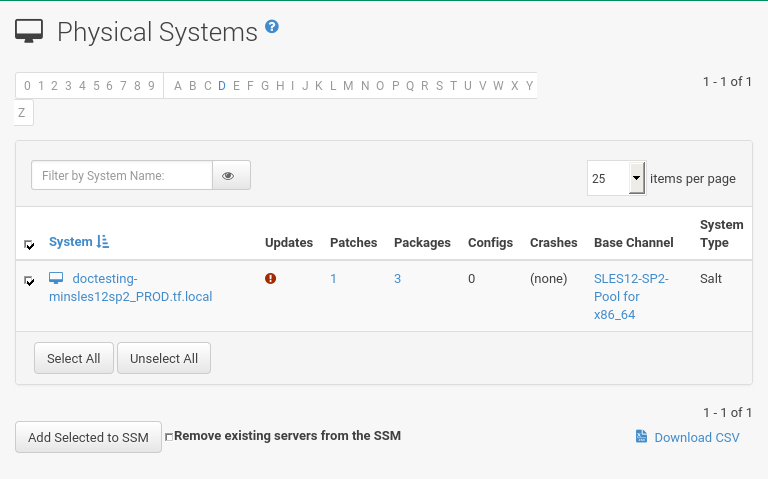 Physical Systems ?
0 1 2 3 4 5 6 7 8 9 A B C D E F G H I J K L M N O P Q R S T U V W X Y
Z
1 - 1 of 1
Filter by System Name:
25 items per page
System Updates Patches Packages Configs Crashes Base Channel System Type
doctesting-
minsles12sp2_PROD.tf.local
1 3 0 (none) SLES12-SP2-
Pool for
x86_64
Salt
Select All Unselect All
1 - 1 of 1
Add Selected to SSM Remove existing servers from the SSM Download CSV